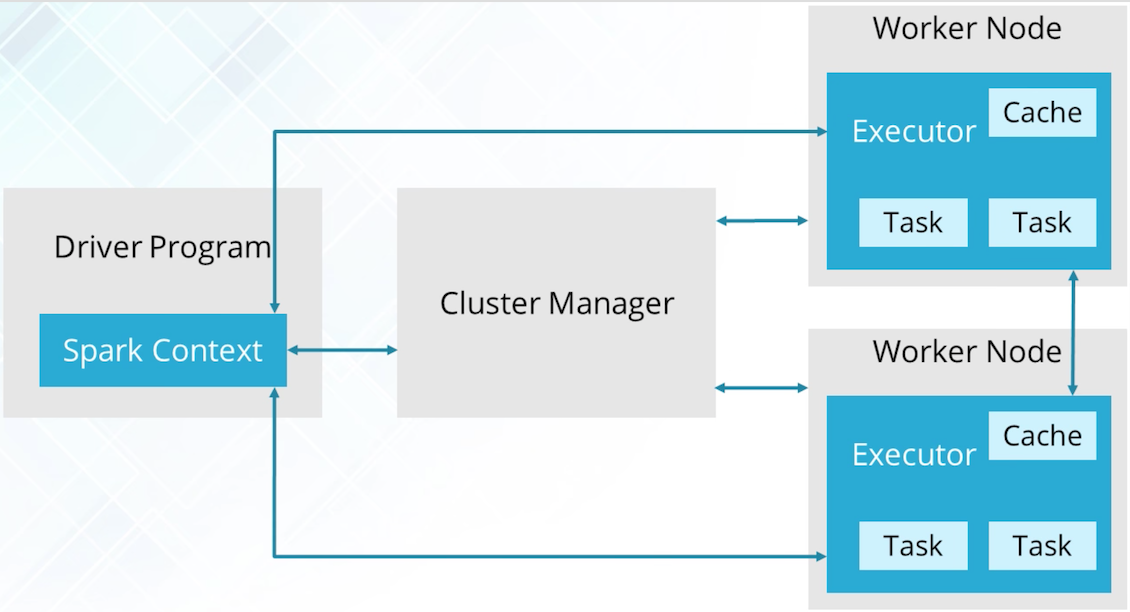 Driver Program
Spark Context
Cluster Manager
Worker Node
Executor
Cache
Task
Task
Worker Node
Executor
Cache
Task
Task